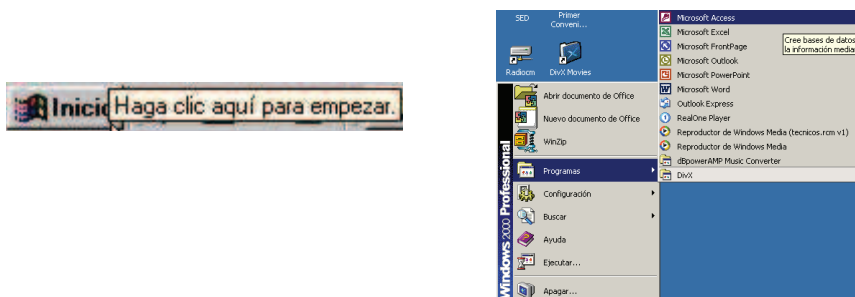 Inicio
Haga clic aquí para empezar.
SED
Primer
Conveni...
Radiocm
DivX Movies
Abrir documento de Office
Nuevo documento de Office
WinZip
Programas
Configuración
Buscar
Ayuda
Ejecutar...
Apagar...
Windows 2000 Professional
Microsoft Access
Microsoft Excel
Microsoft FrontPage
Microsoft Outlook
Microsoft PowerPoint
Microsoft Word
Outlook Express
RealOne Player
Reproductor de Windows Media (tecnicos.rcm v1)
Reproductor de Windows Media
dBpowerAMP Music Converter
DivX
Cree bases de datos
la información media